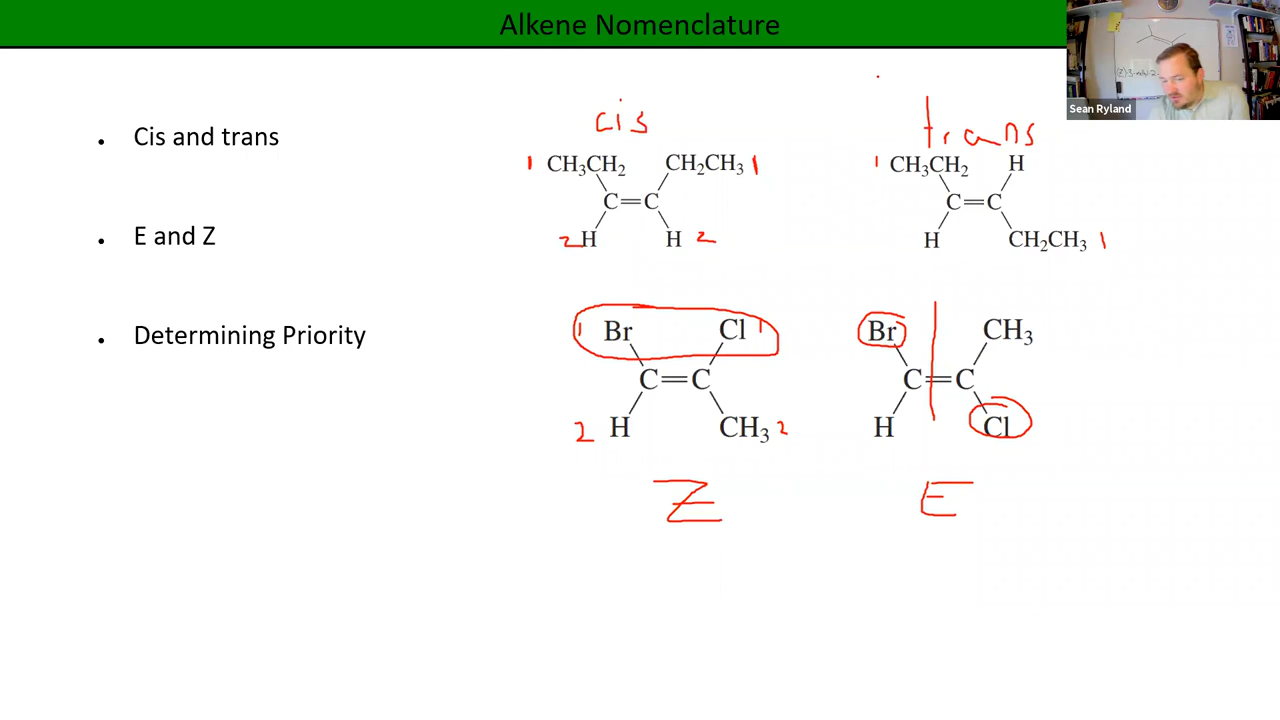 Alkene Nomenclature
Sean Ryland
• Cis and trans
• E and Z
• Determining Priority
cis
1 CH₃CH₂ CH₂CH₃ 1
C=C
2 H H 2
trans
1 CH₃CH₂ H
C=C
H CH₂CH₃ 1
1 Br Cl 1
C=C
2 H CH₃ 2
Z
Br CH₃
C=C
H Cl
E